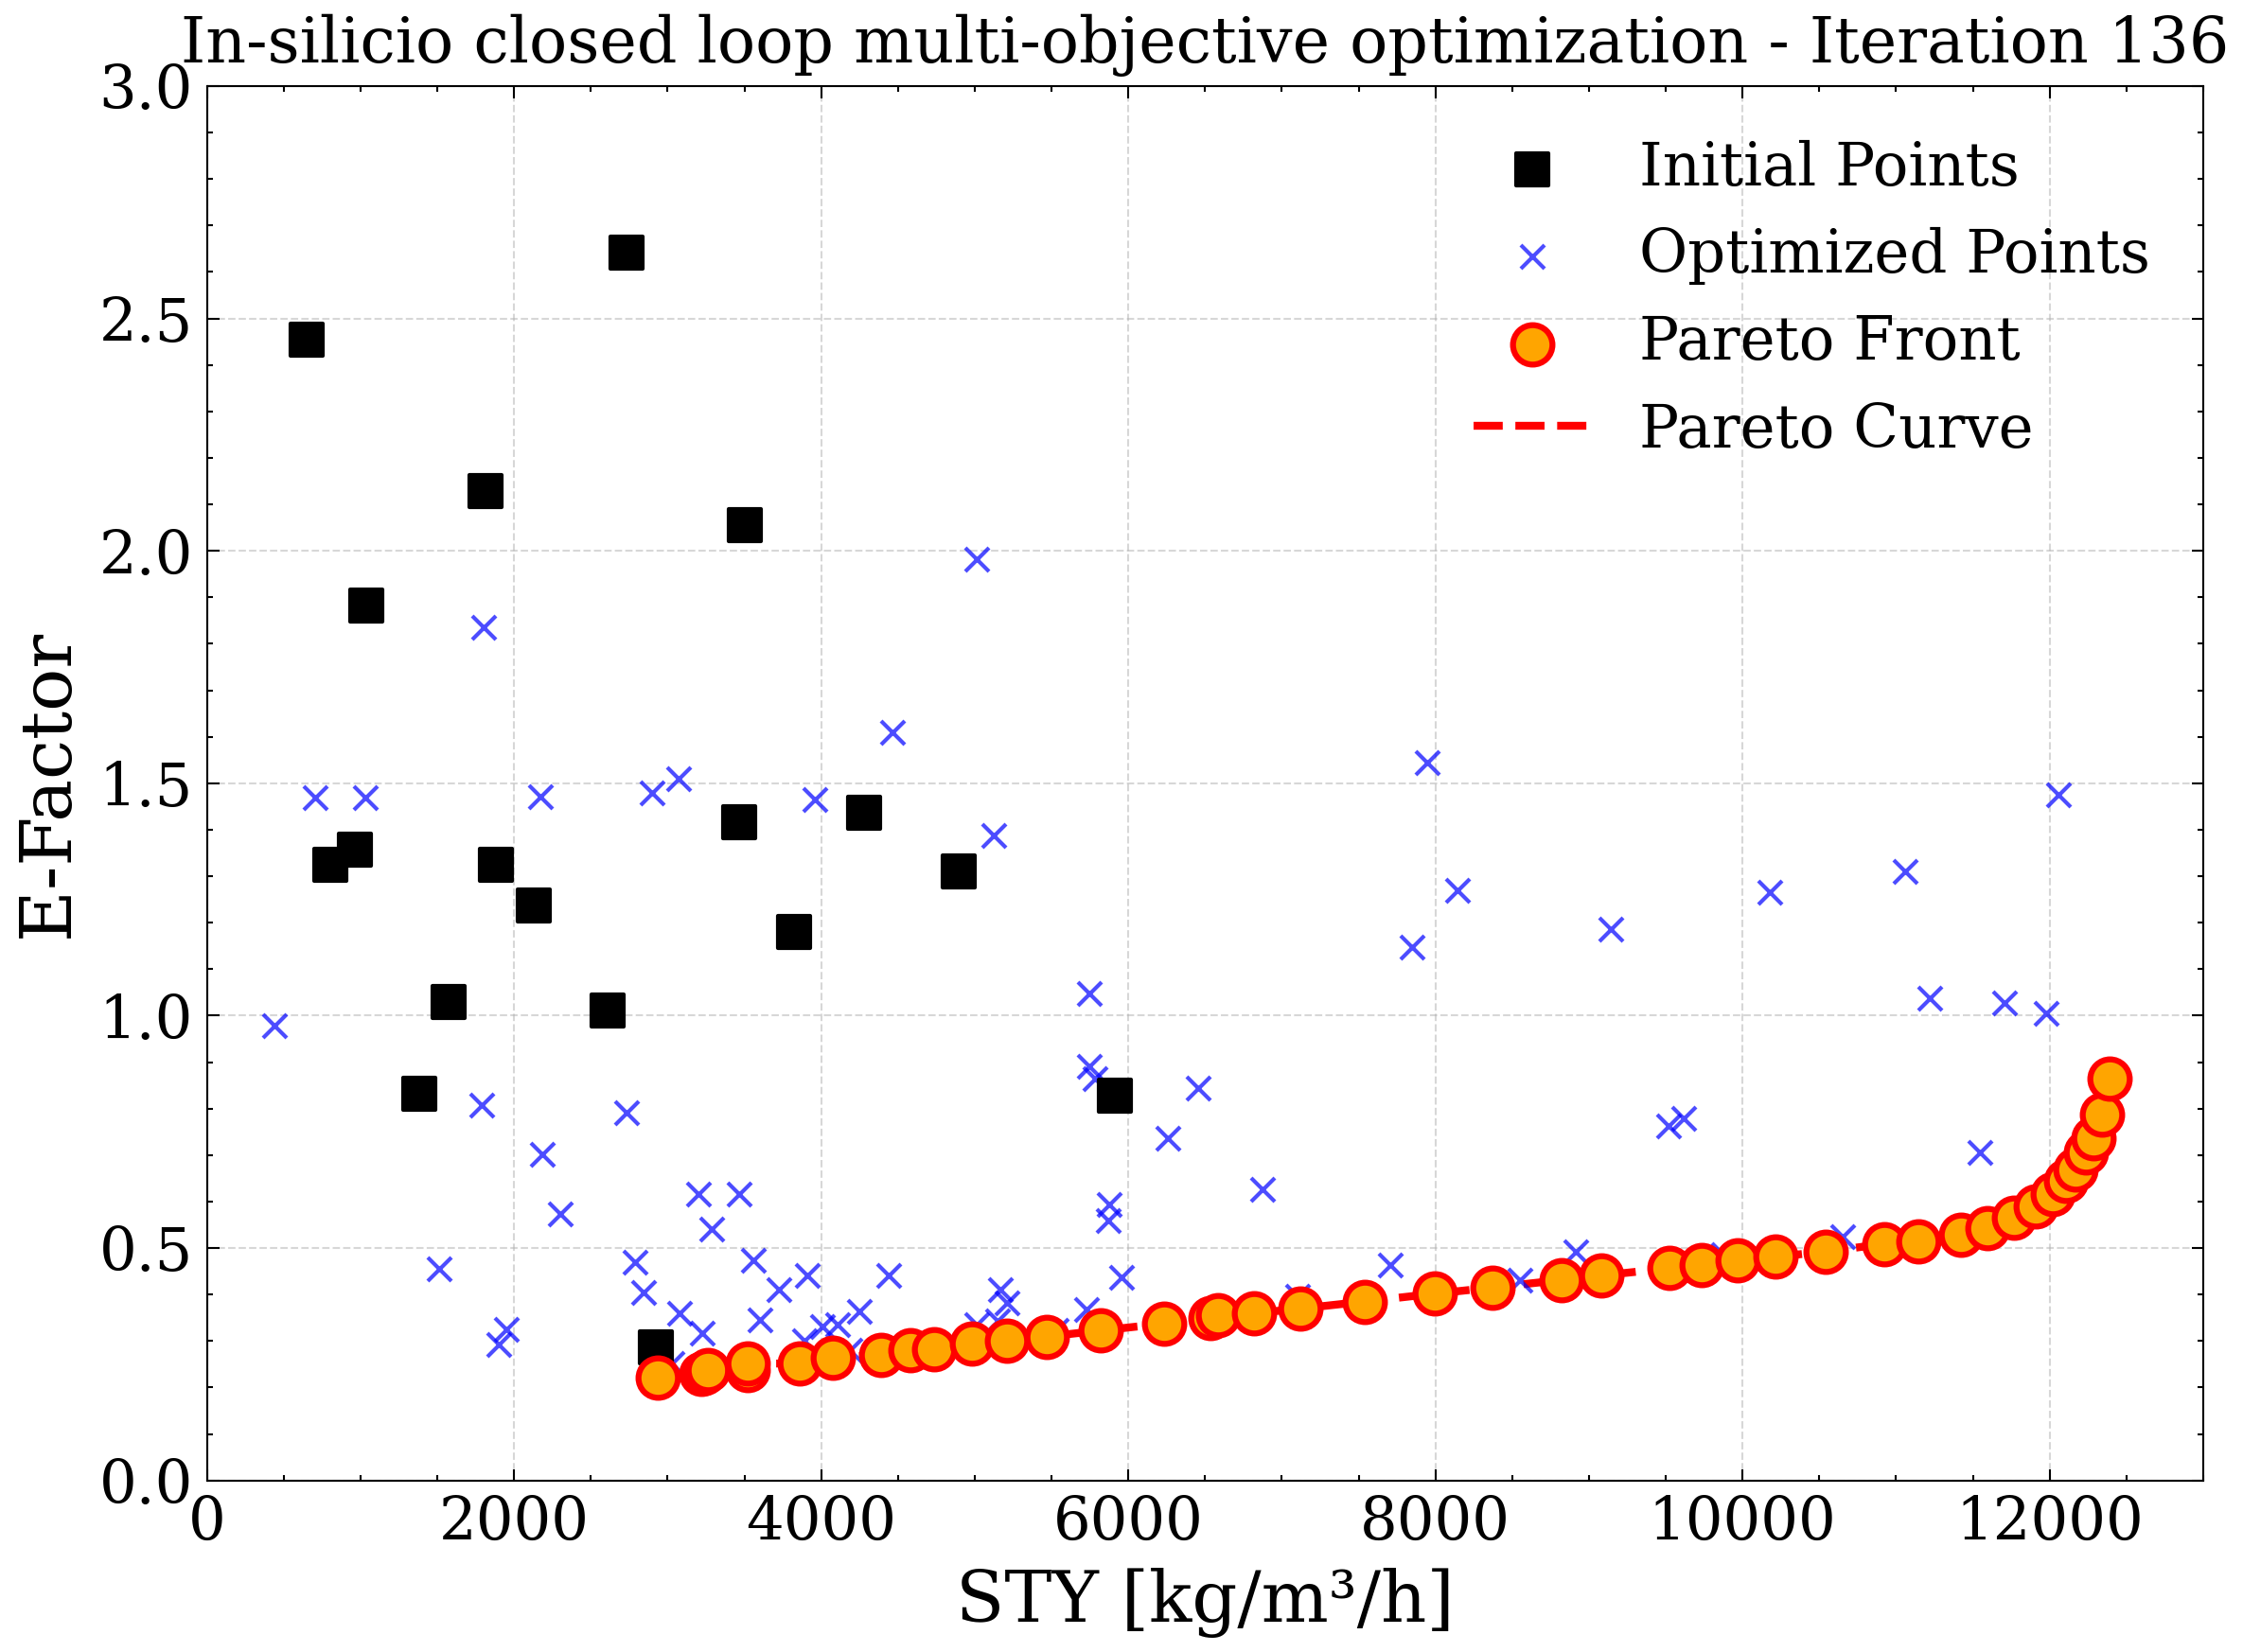 In-silicio closed loop multi-objective optimization - Iteration 136
3.0
2.5
2.0
1.5
1.0
0.5
0.0
E-Factor
Initial Points
Optimized Points
Pareto Front
Pareto Curve
0 2000 4000 6000 8000 10000 12000
STY [kg/m³/h]